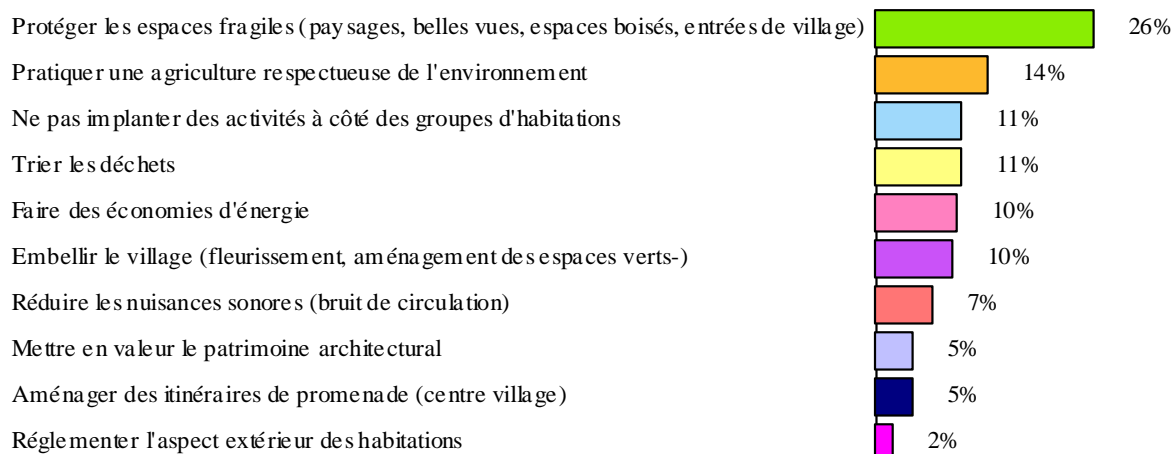 Protéger les espaces fragiles (paysages, belles vues, espaces boisés, entrées de village) 26%
Pratiquer une agriculture respectueuse de l'environnement 14%
Ne pas implanter des activités à côté des groupes d'habitations 11%
Trier les déchets 11%
Faire des économies d'énergie 10%
Embellir le village (fleurissement, aménagement des espaces verts-) 10%
Réduire les nuisances sonores (bruit de circulation) 7%
Mettre en valeur le patrimoine architectural 5%
Aménager des itinéraires de promenade (centre village) 5%
Réglementer l'aspect extérieur des habitations 2%